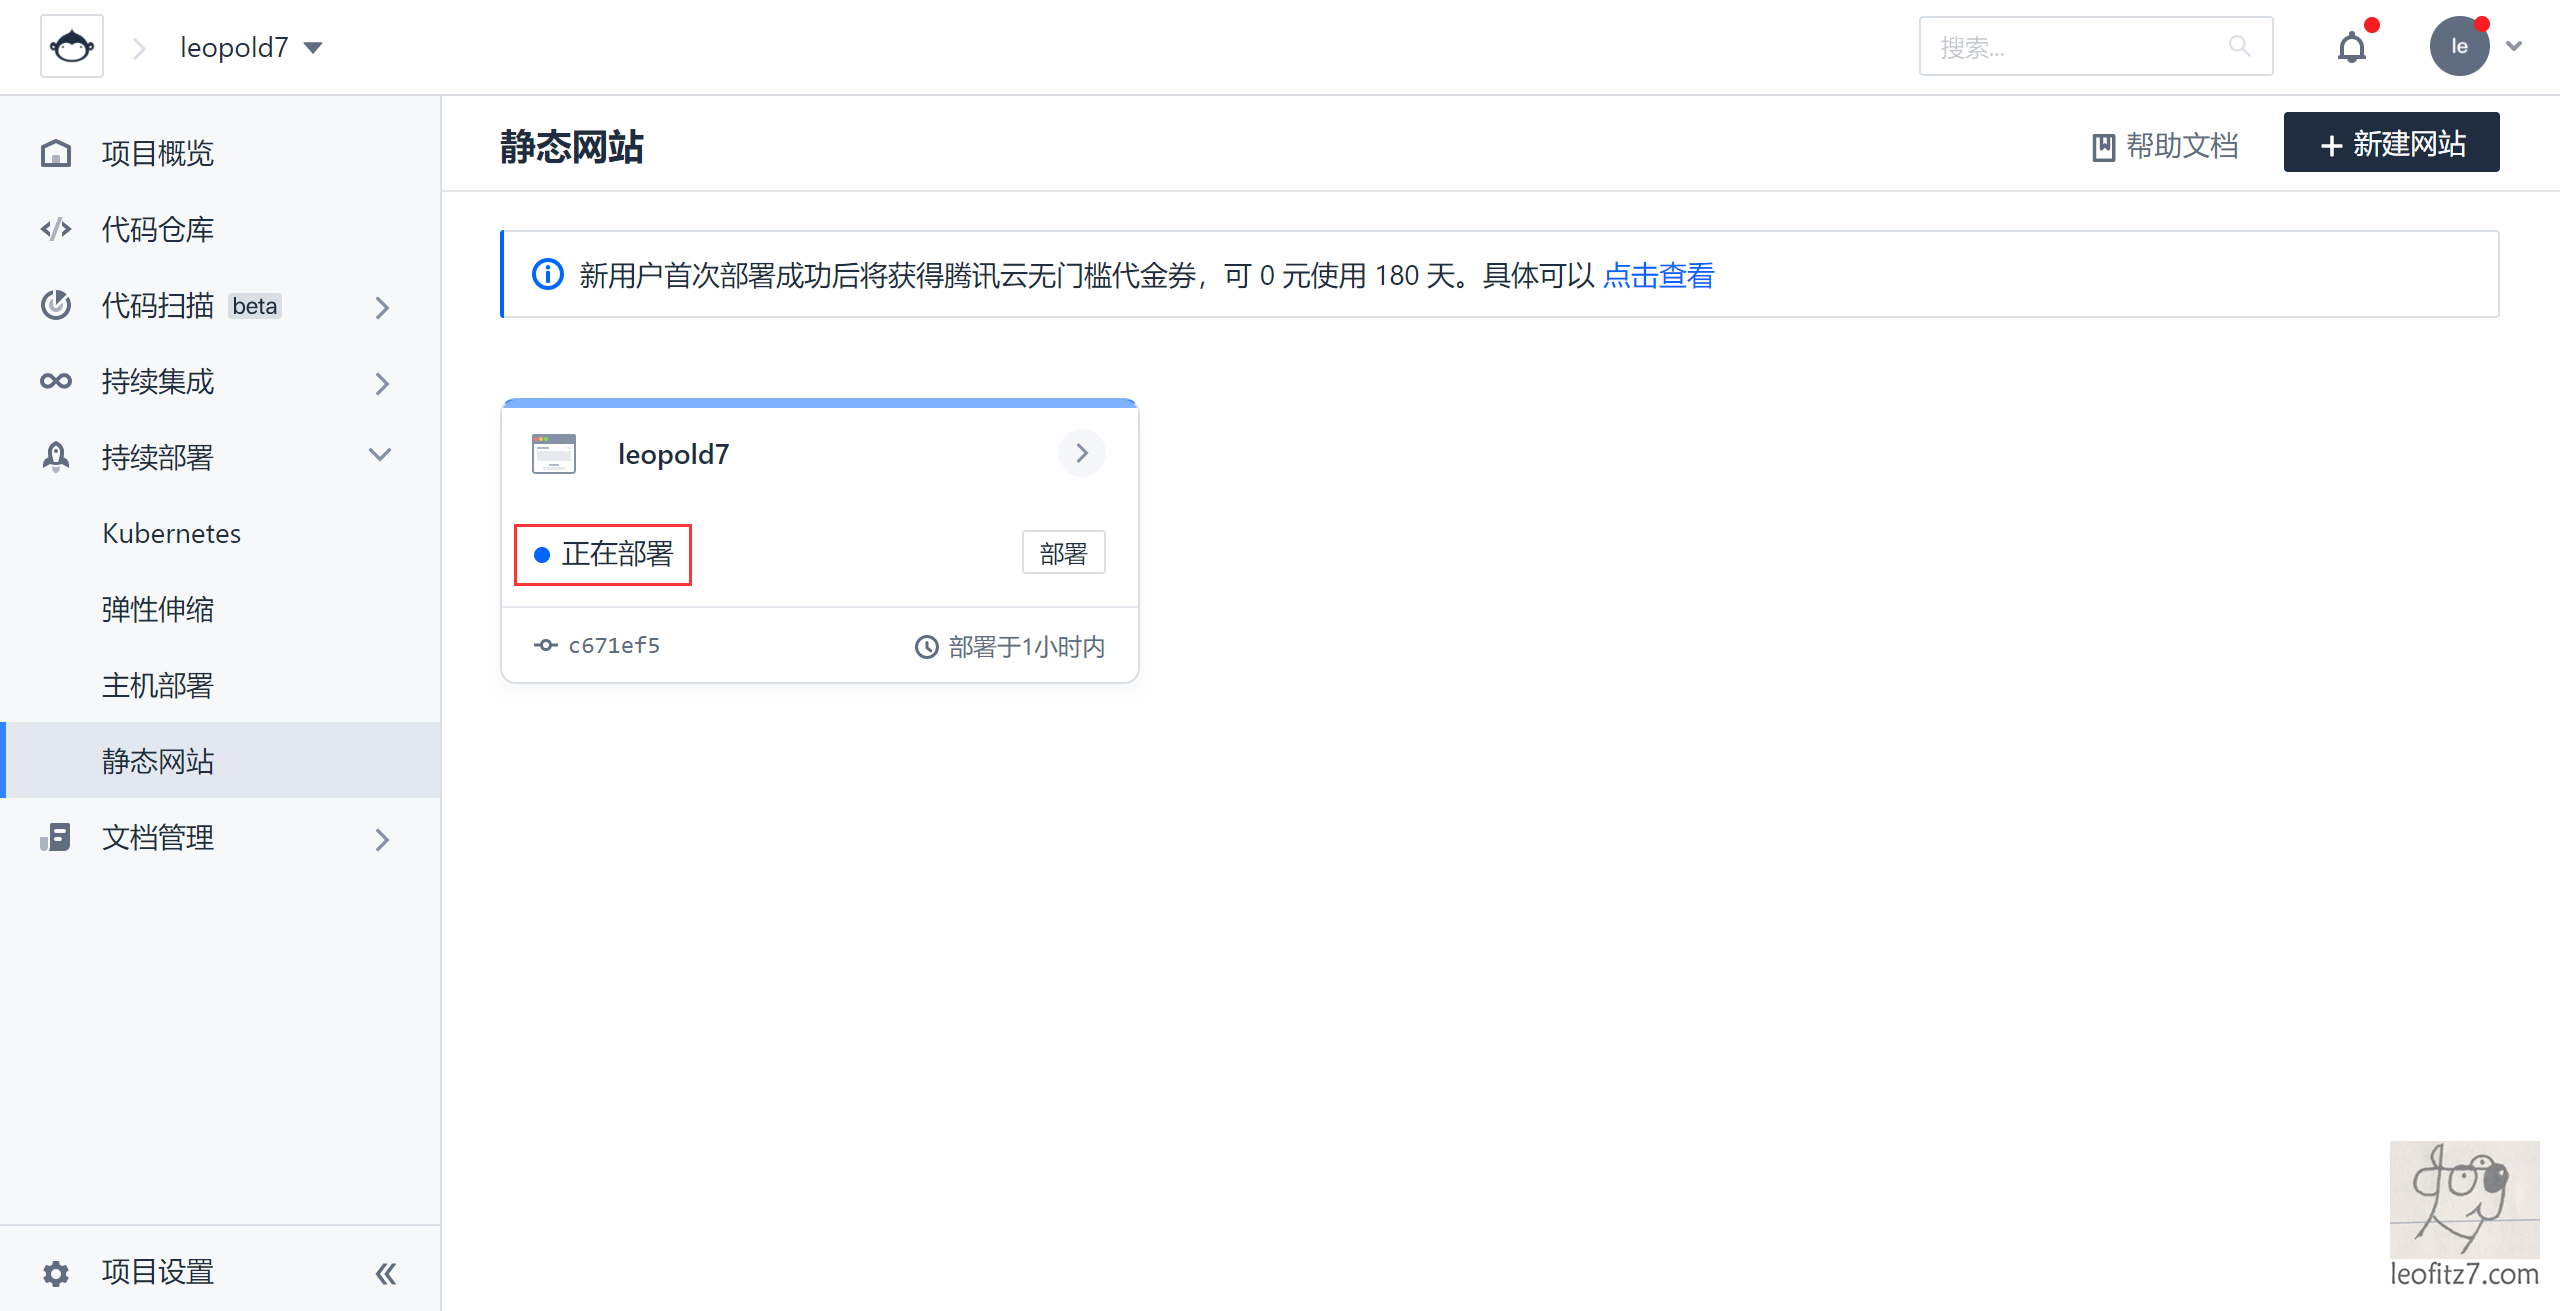 leopold7
搜索...
le
项目概览
代码仓库
代码扫描 beta
持续集成
持续部署
Kubernetes
弹性伸缩
主机部署
静态网站
文档管理
项目设置
静态网站
帮助文档
+ 新建网站
新用户首次部署成功后将获得腾讯云无门槛代金券，可 0 元使用 180 天。具体可以 点击查看
leopold7
正在部署
部署
c671ef5
部署于1小时内
dog
leofitz7.com